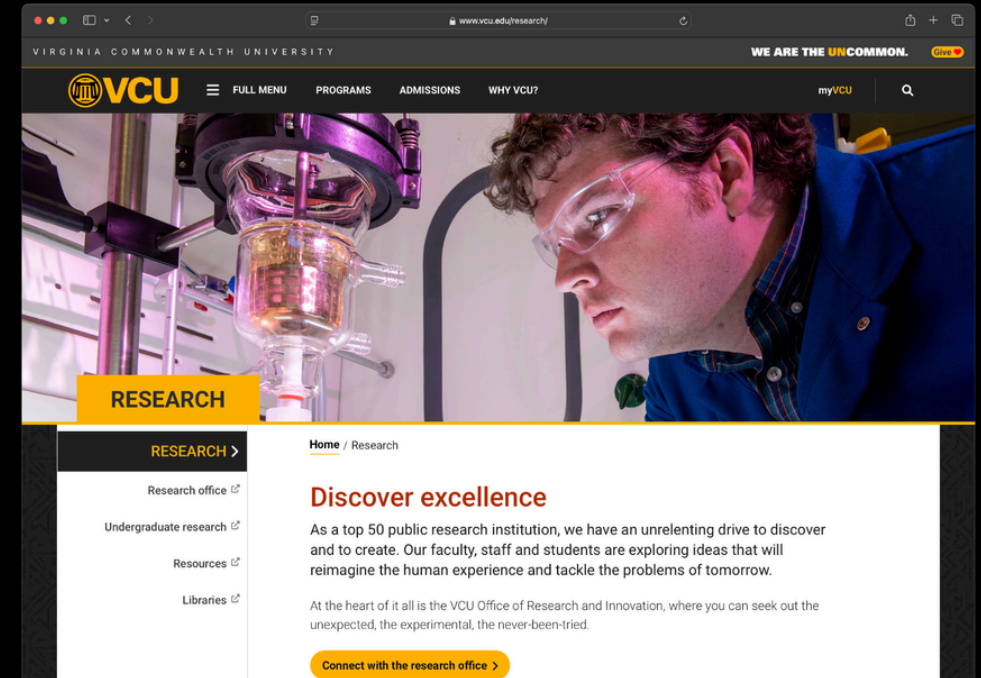 www.vcu.edu/research/
VIRGINIA COMMONWEALTH UNIVERSITY
WE ARE THE UNCOMMON.
Give
VCU
FULL MENU
PROGRAMS
ADMISSIONS
WHY VCU?
myVCU
RESEARCH
RESEARCH
Research office
Undergraduate research
Resources
Libraries
Home / Research
Discover excellence
As a top 50 public research institution, we have an unrelenting drive to discover
and to create. Our faculty, staff and students are exploring ideas that will
reimagine the human experience and tackle the problems of tomorrow.
At the heart of it all is the VCU Office of Research and Innovation, where you can seek out the
unexpected, the experimental, the never-been-tried.
Connect with the research office